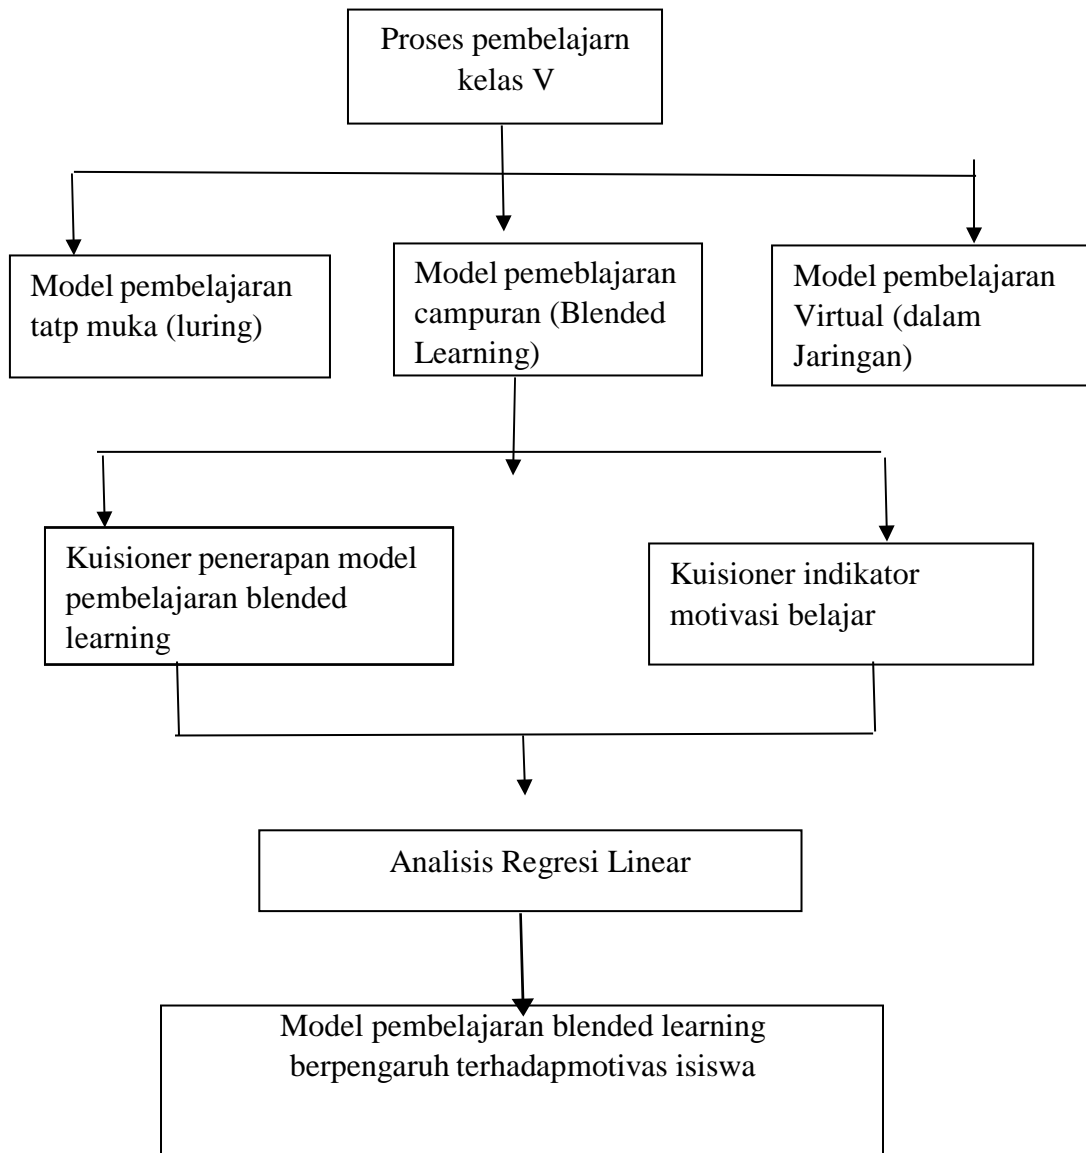 Proses pembelajarn
kelas V
Model pembelajaran
tatp muka (luring)
Model pemeblajaran
campuran (Blended
Learning)
Model pembelajaran
Virtual (dalam
Jaringan)
Kuisioner penerapan model
pembelajaran blended
learning
Kuisioner indikator
motivasi belajar
Analisis Regresi Linear
Model pembelajaran blended learning
berpengaruh terhadapmotivas isiswa